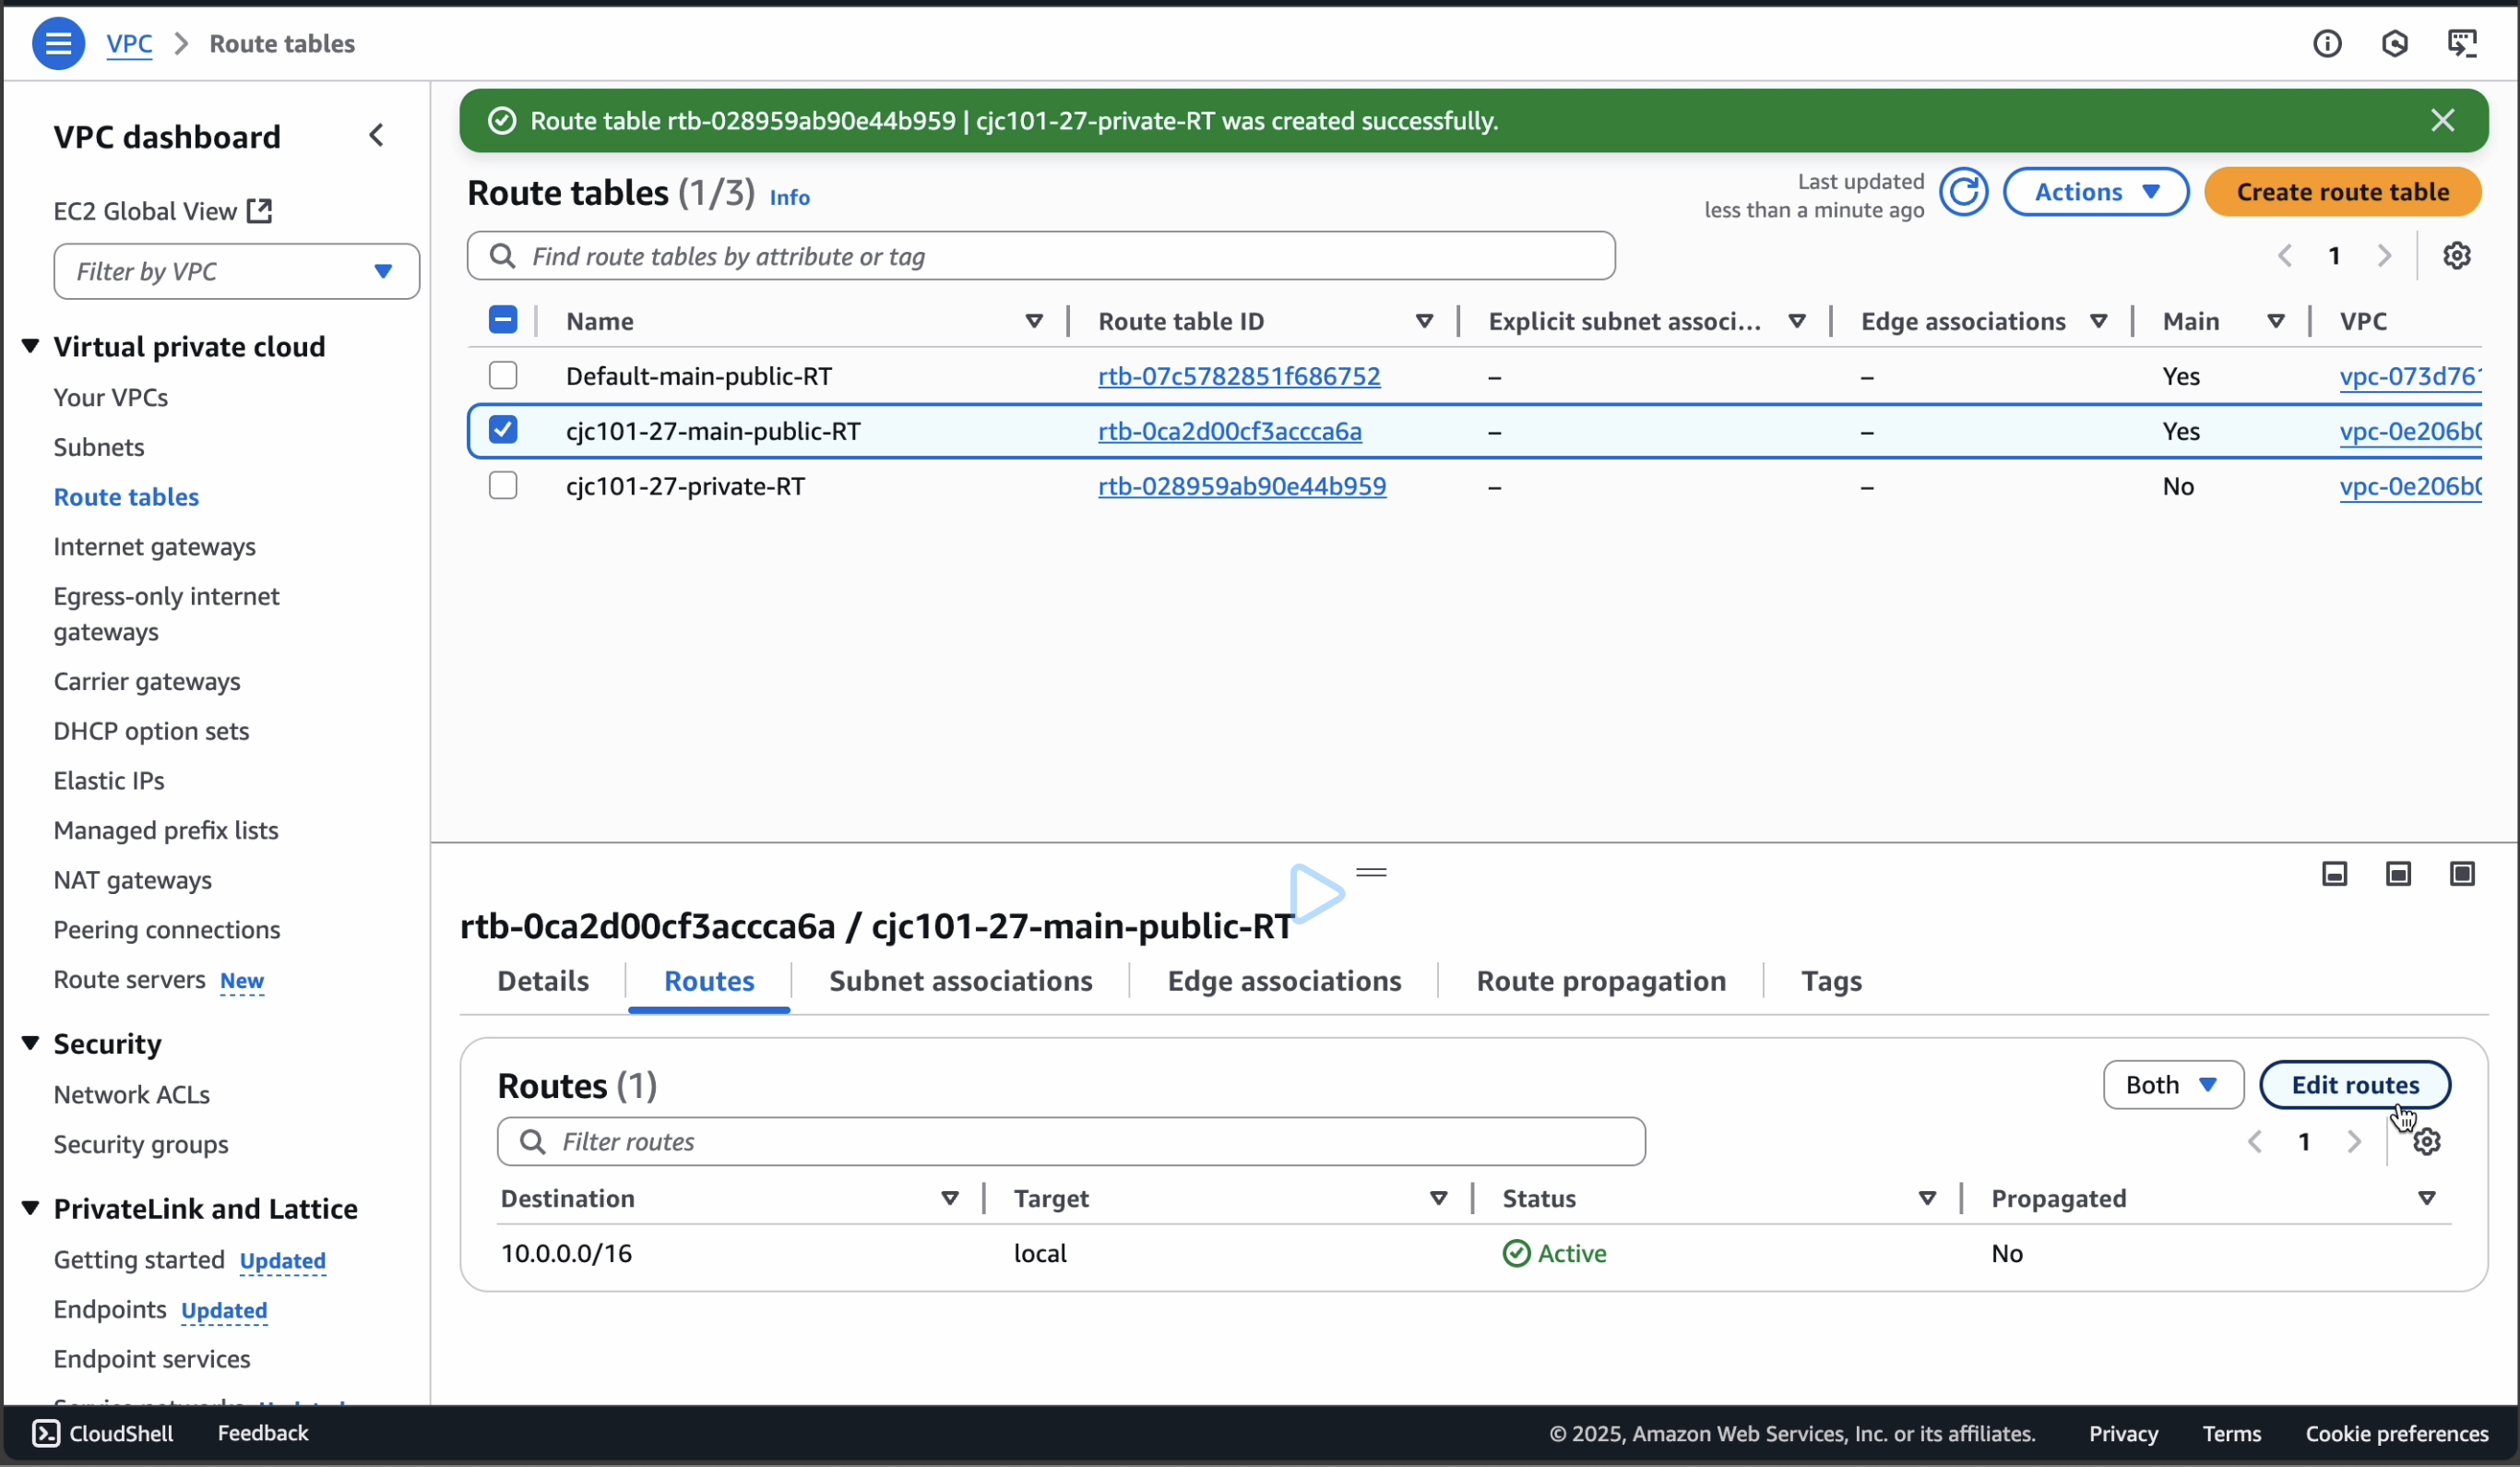 VPC > Route tables
VPC dashboard
EC2 Global View
Filter by VPC
Virtual private cloud
Your VPCs
Subnets
Route tables
Internet gateways
Egress-only internet
gateways
Carrier gateways
DHCP option sets
Elastic IPs
Managed prefix lists
NAT gateways
Peering connections
Route servers New
Security
Network ACLs
Security groups
PrivateLink and Lattice
Getting started Updated
Endpoints Updated
Endpoint services
Route table rtb-028959ab90e44b959 | cjc101-27-private-RT was created successfully.
Route tables (1/3) Info
Last updated
less than a minute ago
Actions
Create route table
Find route tables by attribute or tag
1
Name Route table ID Explicit subnet associ... Edge associations Main VPC
Default-main-public-RT rtb-07c5782851f686752 – – Yes vpc-073d76
cjc101-27-main-public-RT rtb-0ca2d00cf3accca6a – – Yes vpc-0e206b0
cjc101-27-private-RT rtb-028959ab90e44b959 – – No vpc-0e206b0
rtb-0ca2d00cf3accca6a / cjc101-27-main-public-RT
Details Routes Subnet associations Edge associations Route propagation Tags
Routes (1)
Both
Edit routes
Filter routes
1
Destination Target Status Propagated
10.0.0.0/16 local Active No
CloudShell Feedback
© 2025, Amazon Web Services, Inc. or its affiliates. Privacy Terms Cookie preferences